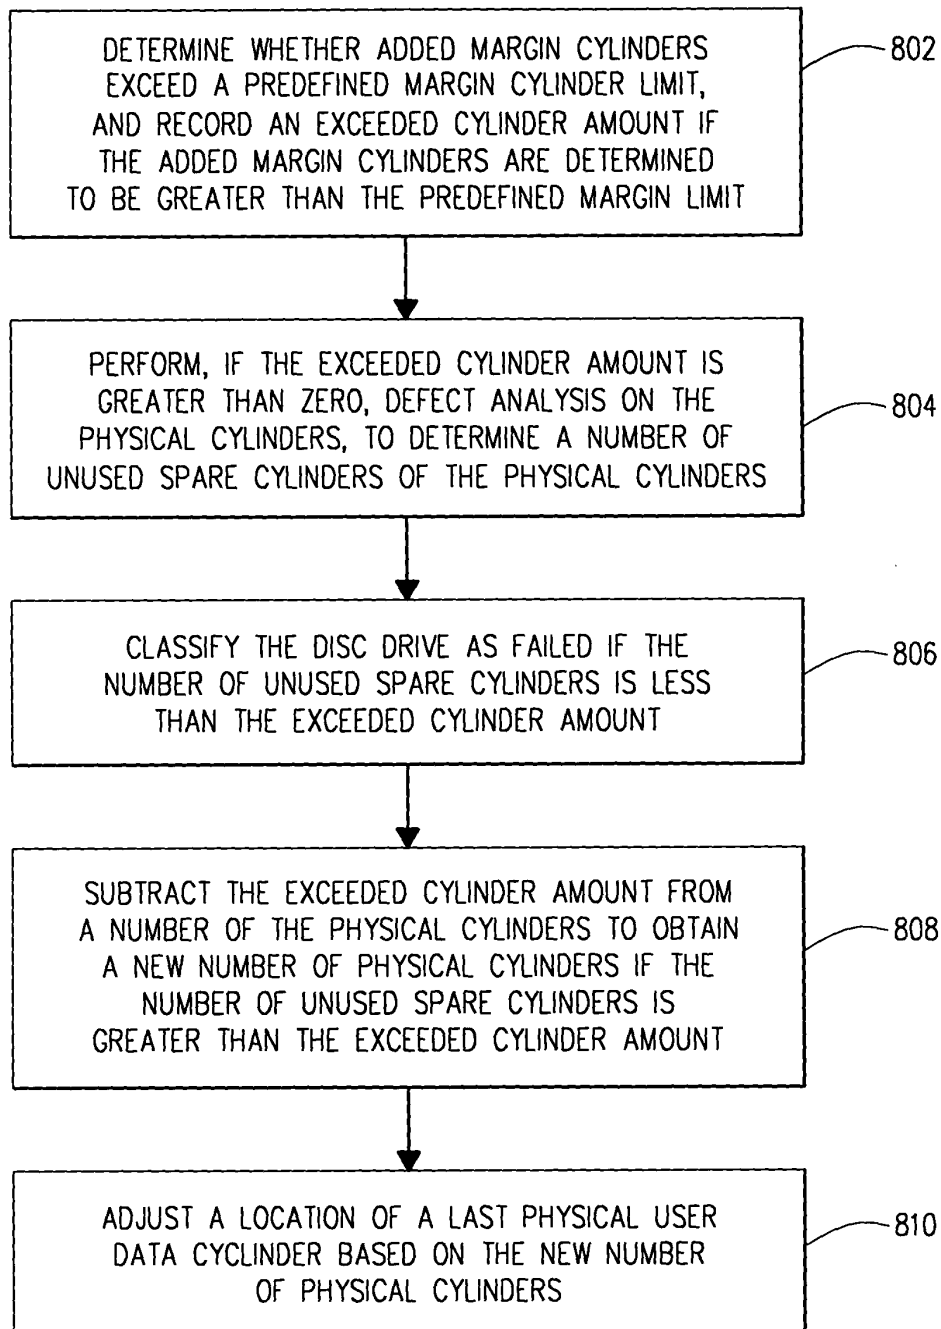 DETERMINE WHETHER ADDED MARGIN CYLINDERS
EXCEED A PREDEFINED MARGIN CYLINDER LIMIT,
AND RECORD AN EXCEEDED CYLINDER AMOUNT IF
THE ADDED MARGIN CYLINDERS ARE DETERMINED
TO BE GREATER THAN THE PREDEFINED MARGIN LIMIT
802
PERFORM, IF THE EXCEEDED CYLINDER AMOUNT IS
GREATER THAN ZERO, DEFECT ANALYSIS ON THE
PHYSICAL CYLINDERS, TO DETERMINE A NUMBER OF
UNUSED SPARE CYLINDERS OF THE PHYSICAL CYLINDERS
804
CLASSIFY THE DISC DRIVE AS FAILED IF THE
NUMBER OF UNUSED SPARE CYLINDERS IS LESS
THAN THE EXCEEDED CYLINDER AMOUNT
806
SUBTRACT THE EXCEEDED CYLINDER AMOUNT FROM
A NUMBER OF THE PHYSICAL CYLINDERS TO OBTAIN
A NEW NUMBER OF PHYSICAL CYLINDERS IF THE
NUMBER OF UNUSED SPARE CYLINDERS IS
GREATER THAN THE EXCEEDED CYLINDER AMOUNT
808
ADJUST A LOCATION OF A LAST PHYSICAL USER
DATA CYCLINDER BASED ON THE NEW NUMBER
OF PHYSICAL CYLINDERS
810